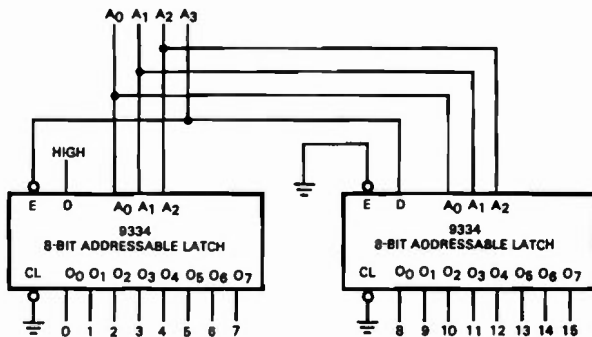 A0 A1 A2 A3
HIGH
E D A0 A1 A2
9334
8-BIT ADDRESSABLE LATCH
CL O0 O1 O2 O3 O4 O5 O6 O7
0 1 2 3 4 5 6 7
E D A0 A1 A2
9334
8-BIT ADDRESSABLE LATCH
CL O0 O1 O2 O3 O4 O5 O6 O7
8 9 10 11 12 13 14 15